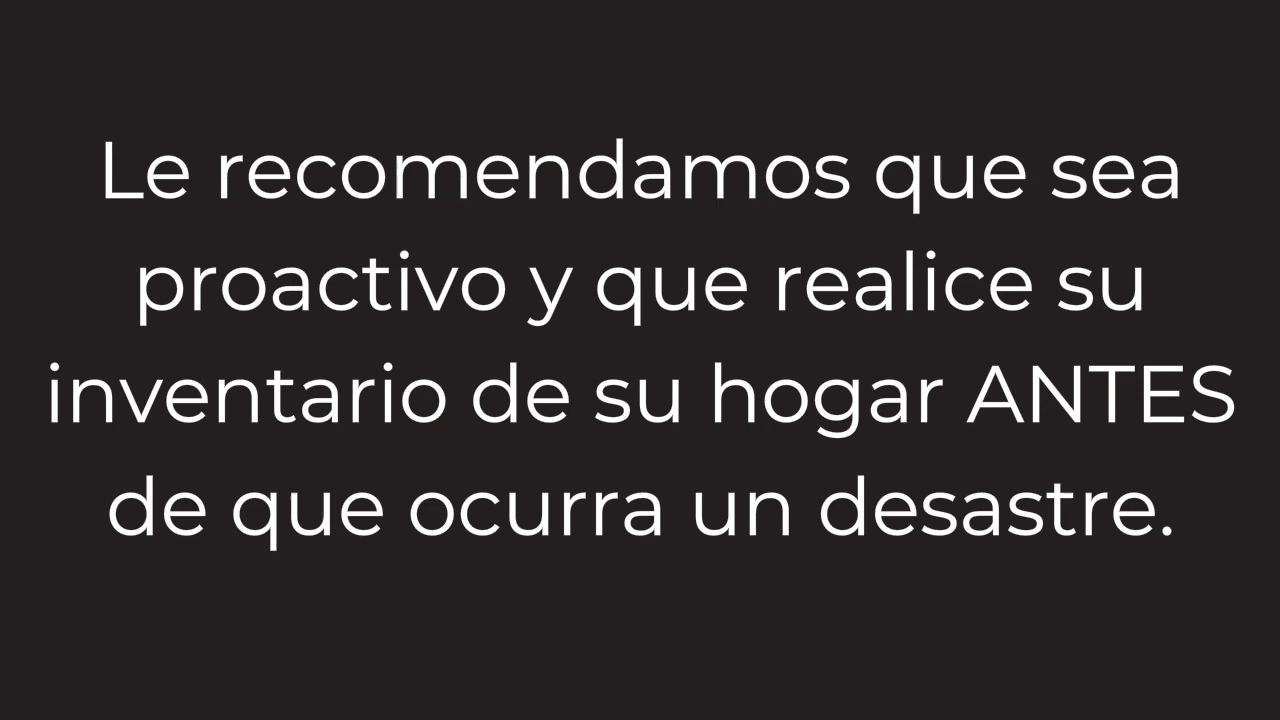 Le recomendamos que sea
proactivo y que realice su
inventario de su hogar ANTES
de que ocurra un desastre.